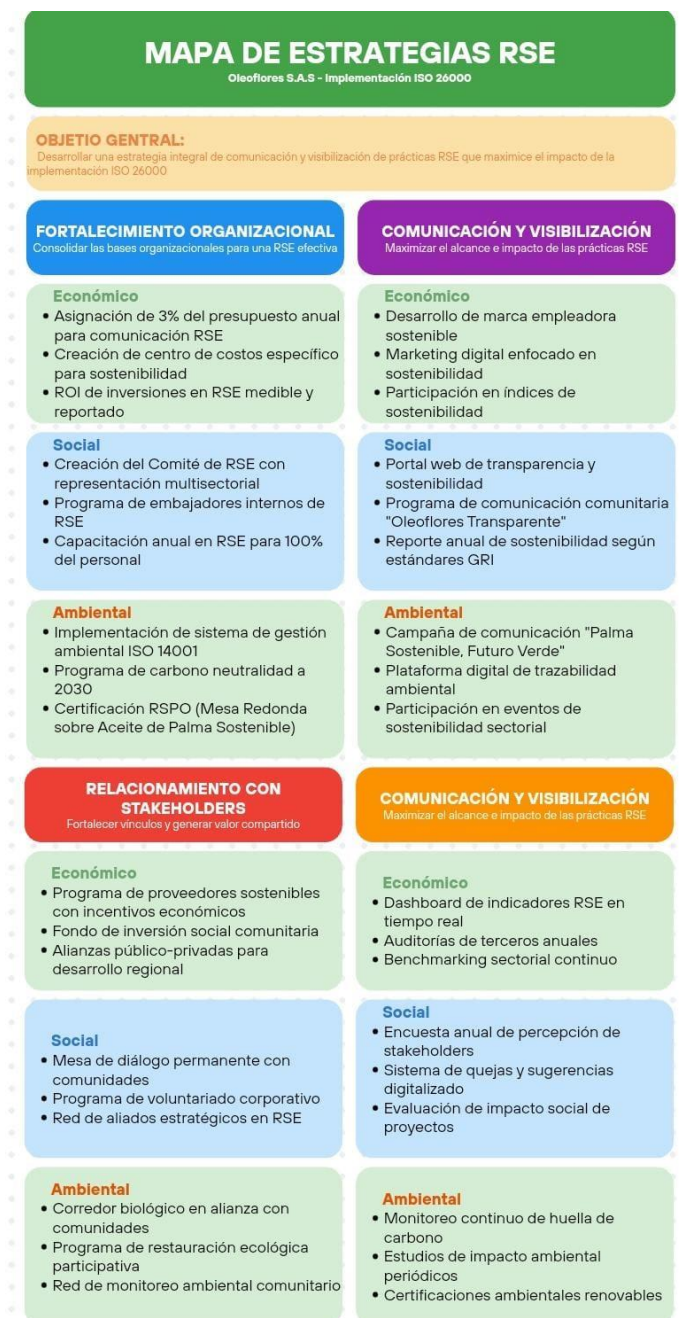 MAPA DE ESTRATEGIAS RSE
Oleoflores S.A.S - Implementación ISO 26000
OBJETIO GENTRAL:
Desarrollar una estrategia integral de comunicación y visibilización de prácticas RSE que maximice el impacto de la
implementación ISO 26000
FORTALECIMIENTO ORGANIZACIONAL
Consolidar las bases organizacionales para una RSE efectiva
Económico
• Asignación de 3% del presupuesto anual
para comunicación RSE
• Creación de centro de costos específico
para sostenibilidad
• ROI de inversiones en RSE medible y
reportado
Social
• Creación del Comité de RSE con
representación multisectorial
• Programa de embajadores internos de
RSE
• Capacitación anual en RSE para 100%
del personal
Ambiental
• Implementación de sistema de gestión
ambiental ISO 14001
• Programa de carbono neutralidad a
2030
• Certificación RSPO (Mesa Redonda
sobre Aceite de Palma Sostenible)
COMUNICACIÓN Y VISIBILIZACIÓN
Maximizar el alcance e impacto de las prácticas RSE
Económico
• Desarrollo de marca empleadora
sostenible
• Marketing digital enfocado en
sostenibilidad
• Participación en índices de
sostenibilidad
Social
• Portal web de transparencia y
sostenibilidad
• Programa de comunicación comunitaria
"Oleoflores Transparente"
• Reporte anual de sostenibilidad según
estándares GRI
Ambiental
• Campaña de comunicación "Palma
Sostenible, Futuro Verde"
• Plataforma digital de trazabilidad
ambiental
• Participación en eventos de
sostenibilidad sectorial
RELACIONAMIENTO CON
STAKEHOLDERS
Fortalecer vínculos y generar valor compartido
Económico
• Programa de proveedores sostenibles
con incentivos económicos
• Fondo de inversión social comunitaria
• Alianzas público-privadas para
desarrollo regional
Social
• Mesa de diálogo permanente con
comunidades
• Programa de voluntariado corporativo
• Red de aliados estratégicos en RSE
Ambiental
• Corredor biológico en alianza con
comunidades
• Programa de restauración ecológica
participativa
• Red de monitoreo ambiental comunitario
COMUNICACIÓN Y VISIBILIZACIÓN
Maximizar el alcance e impacto de las prácticas RSE
Económico
• Dashboard de indicadores RSE en
tiempo real
• Auditorías de terceros anuales
• Benchmarking sectorial continuo
Social
• Encuesta anual de percepción de
stakeholders
• Sistema de quejas y sugerencias
digitalizado
• Evaluación de impacto social de
proyectos
Ambiental
• Monitoreo continuo de huella de
carbono
• Estudios de impacto ambiental
periódicos
• Certificaciones ambientales renovables